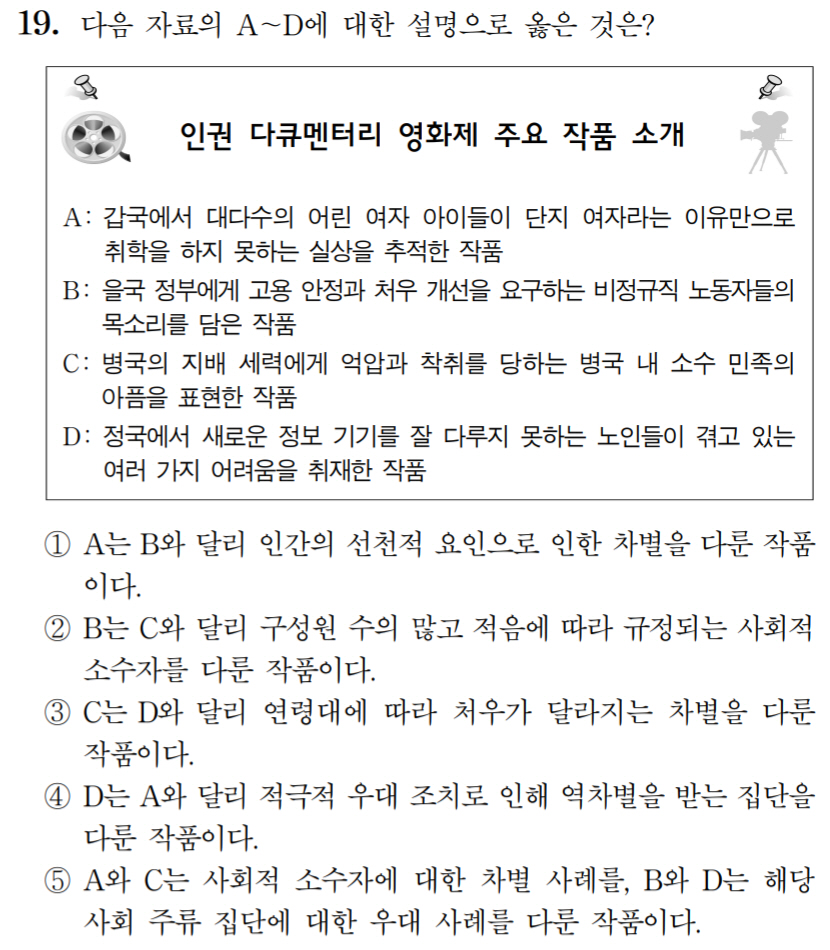 19. 다음 자료의 A~D에 대한 설명으로 옳은 것은?
인권 다큐멘터리 영화제 주요 작품 소개
A: 갑국에서 대다수의 어린 여자 아이들이 단지 여자라는 이유만으로
취학을 하지 못하는 실상을 추적한 작품
B: 을국 정부에게 고용 안정과 처우 개선을 요구하는 비정규직 노동자들의
목소리를 담은 작품
C: 병국의 지배 세력에게 억압과 착취를 당하는 병국 내 소수 민족의
아픔을 표현한 작품
D: 정국에서 새로운 정보 기기를 잘 다루지 못하는 노인들이 겪고 있는
여러 가지 어려움을 취재한 작품
① A는 B와 달리 인간의 선천적 요인으로 인한 차별을 다룬 작품
이다.
② B는 C와 달리 구성원 수의 많고 적음에 따라 규정되는 사회적
소수자를 다룬 작품이다.
③ C는 D와 달리 연령대에 따라 처우가 달라지는 차별을 다룬
작품이다.
④ D는 A와 달리 적극적 우대 조치로 인해 역차별을 받는 집단을
다룬 작품이다.
⑤ A와 C는 사회적 소수자에 대한 차별 사례를, B와 D는 해당
사회 주류 집단에 대한 우대 사례를 다룬 작품이다.